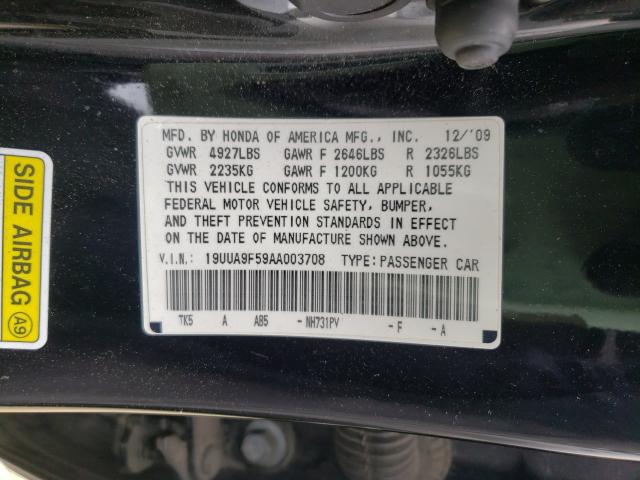 MFD. BY HONDA OF AMERICA MFG., INC. 12/'09
GVWR 4927LBS GAWR F 2646LBS R 2326LBS
GVWR 2235KG GAWR F 1200KG R 1055KG
THIS VEHICLE CONFORMS TO ALL APPLICABLE
FEDERAL MOTOR VEHICLE SAFETY, BUMPER,
AND THEFT PREVENTION STANDARDS IN EFFECT
ON THE DATE OF MANUFACTURE SHOWN ABOVE.
V.I.N.: 19UUA9F59AA003708 TYPE:PASSENGER CAR
TK5 A AB5 -NH731PV -F -A
SIDE AIRBAG A9